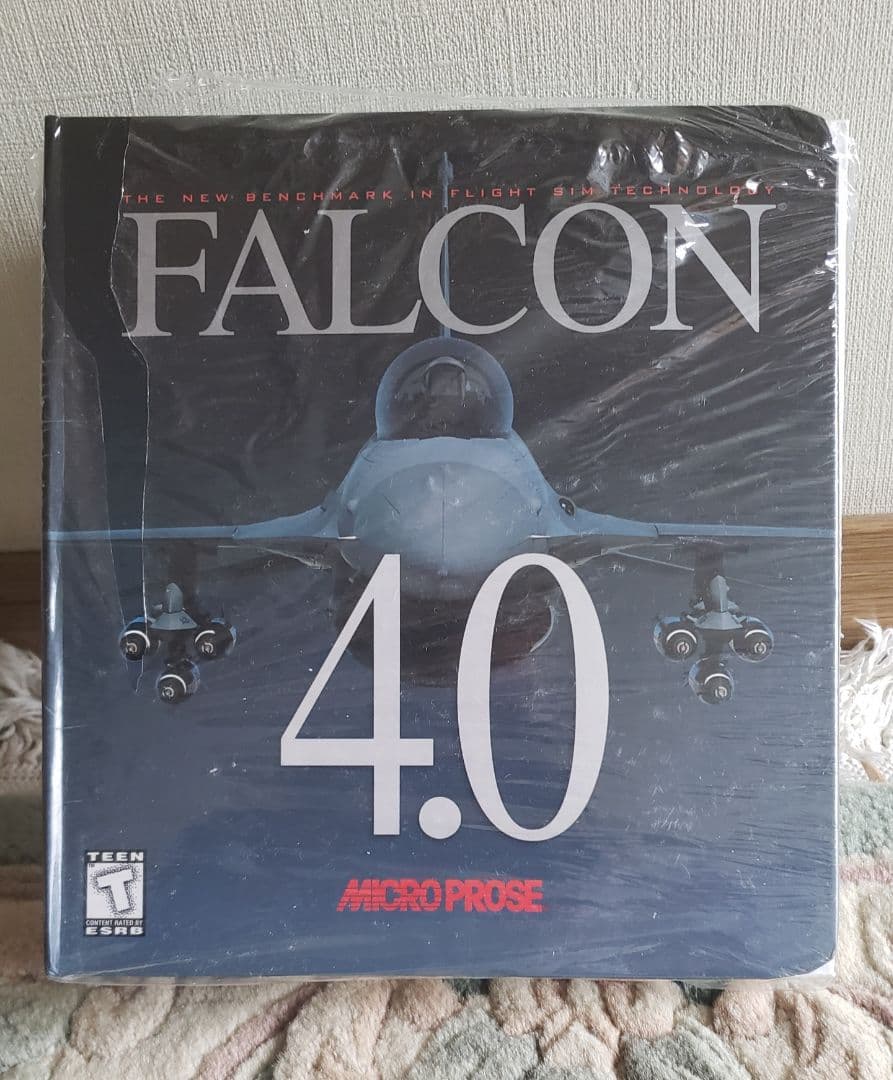 THE NEW BENCHMARK IN FLIGHT SIM TECHNOLOGY
FALCON®
4.0
TEEN
T
CONTENT RATED BY
ESRB
MICROPROSE